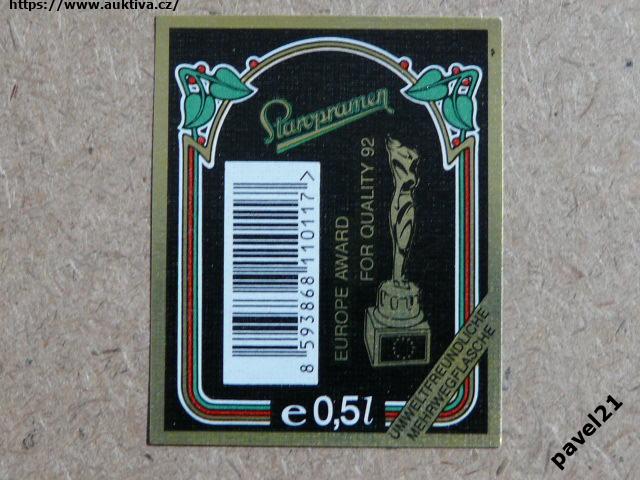 https://www.auktiva.cz/
Staropramen
EUROPE AWARD
FOR QUALITY 92
8 593868 110117 >
e 0,5l
UMWELTFREUNDLICHE
MEHRWEGFLASCHE
pavel21